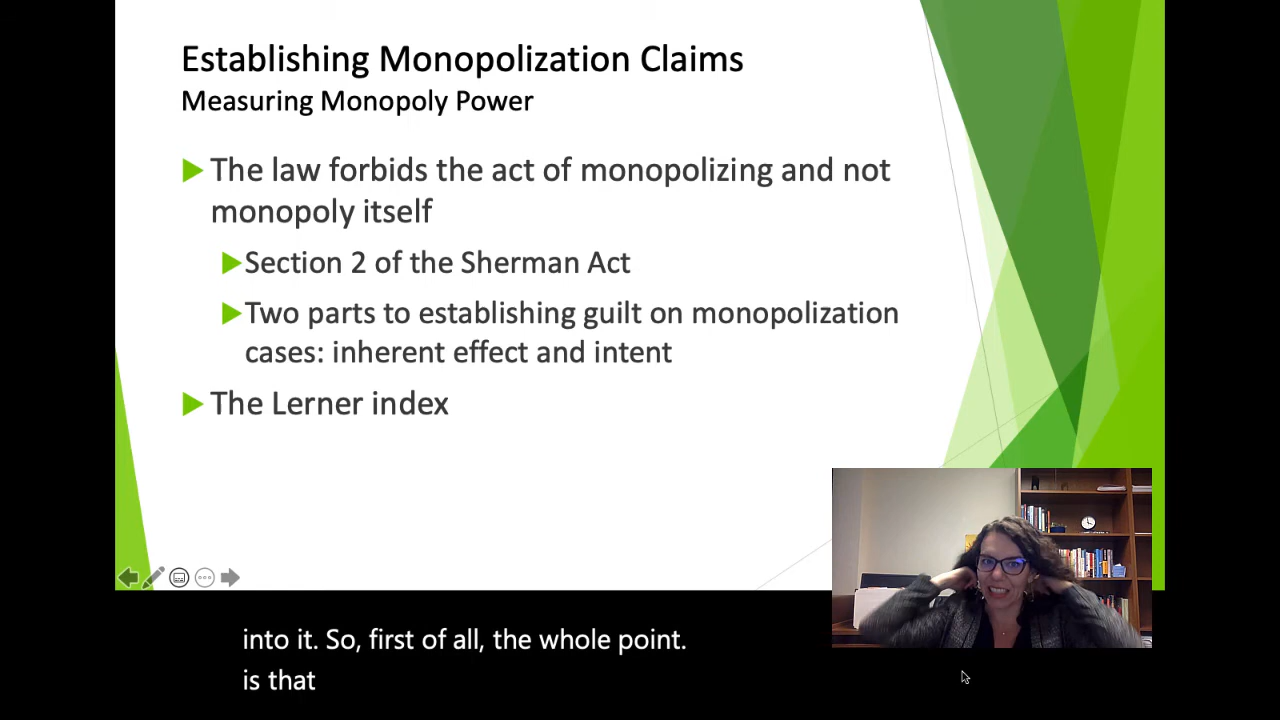 Establishing Monopolization Claims
Measuring Monopoly Power
The law forbids the act of monopolizing and not
monopoly itself
Section 2 of the Sherman Act
Two parts to establishing guilt on monopolization
cases: inherent effect and intent
The Lerner index
into it. So, first of all, the whole point.
is that